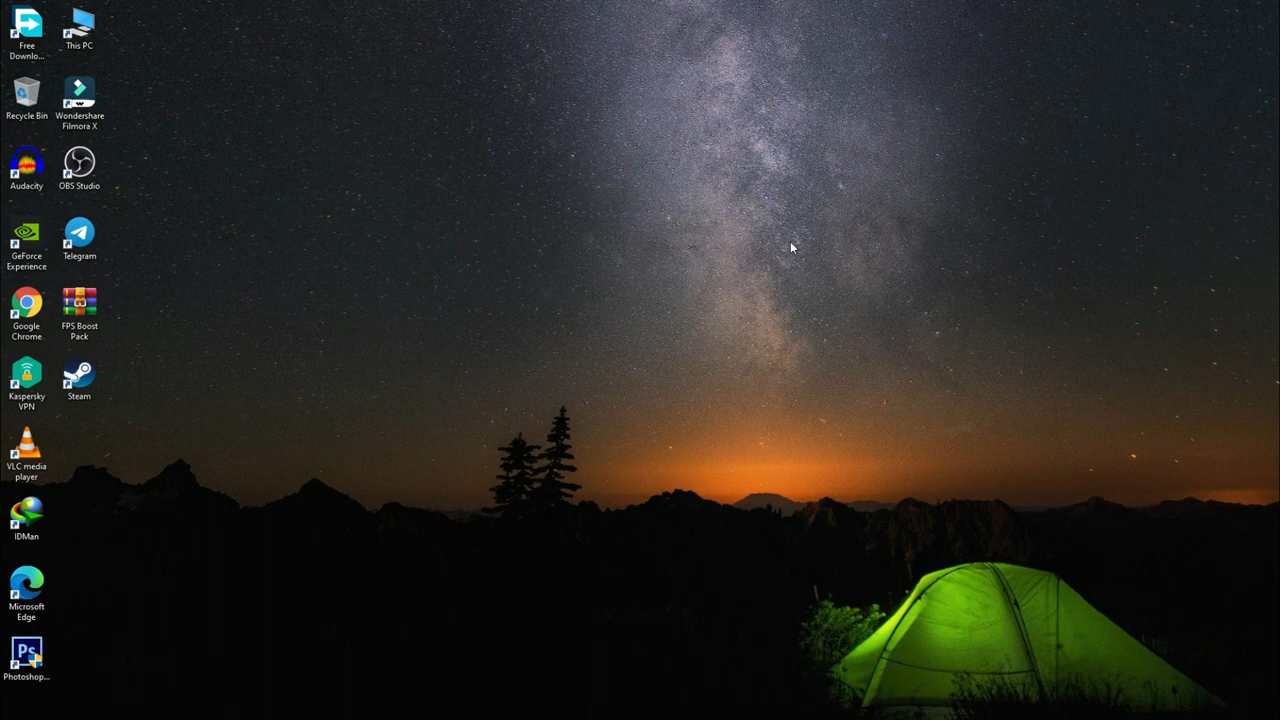 Free
Downlo...
This PC
Recycle Bin
Wondershare
Filmora X
Audacity
OBS Studio
GeForce
Experience
Telegram
Google
Chrome
FPS Boost
Pack
Kaspersky
VPN
Steam
VLC media
player
IDMan
Microsoft
Edge
Ps
Photoshop...